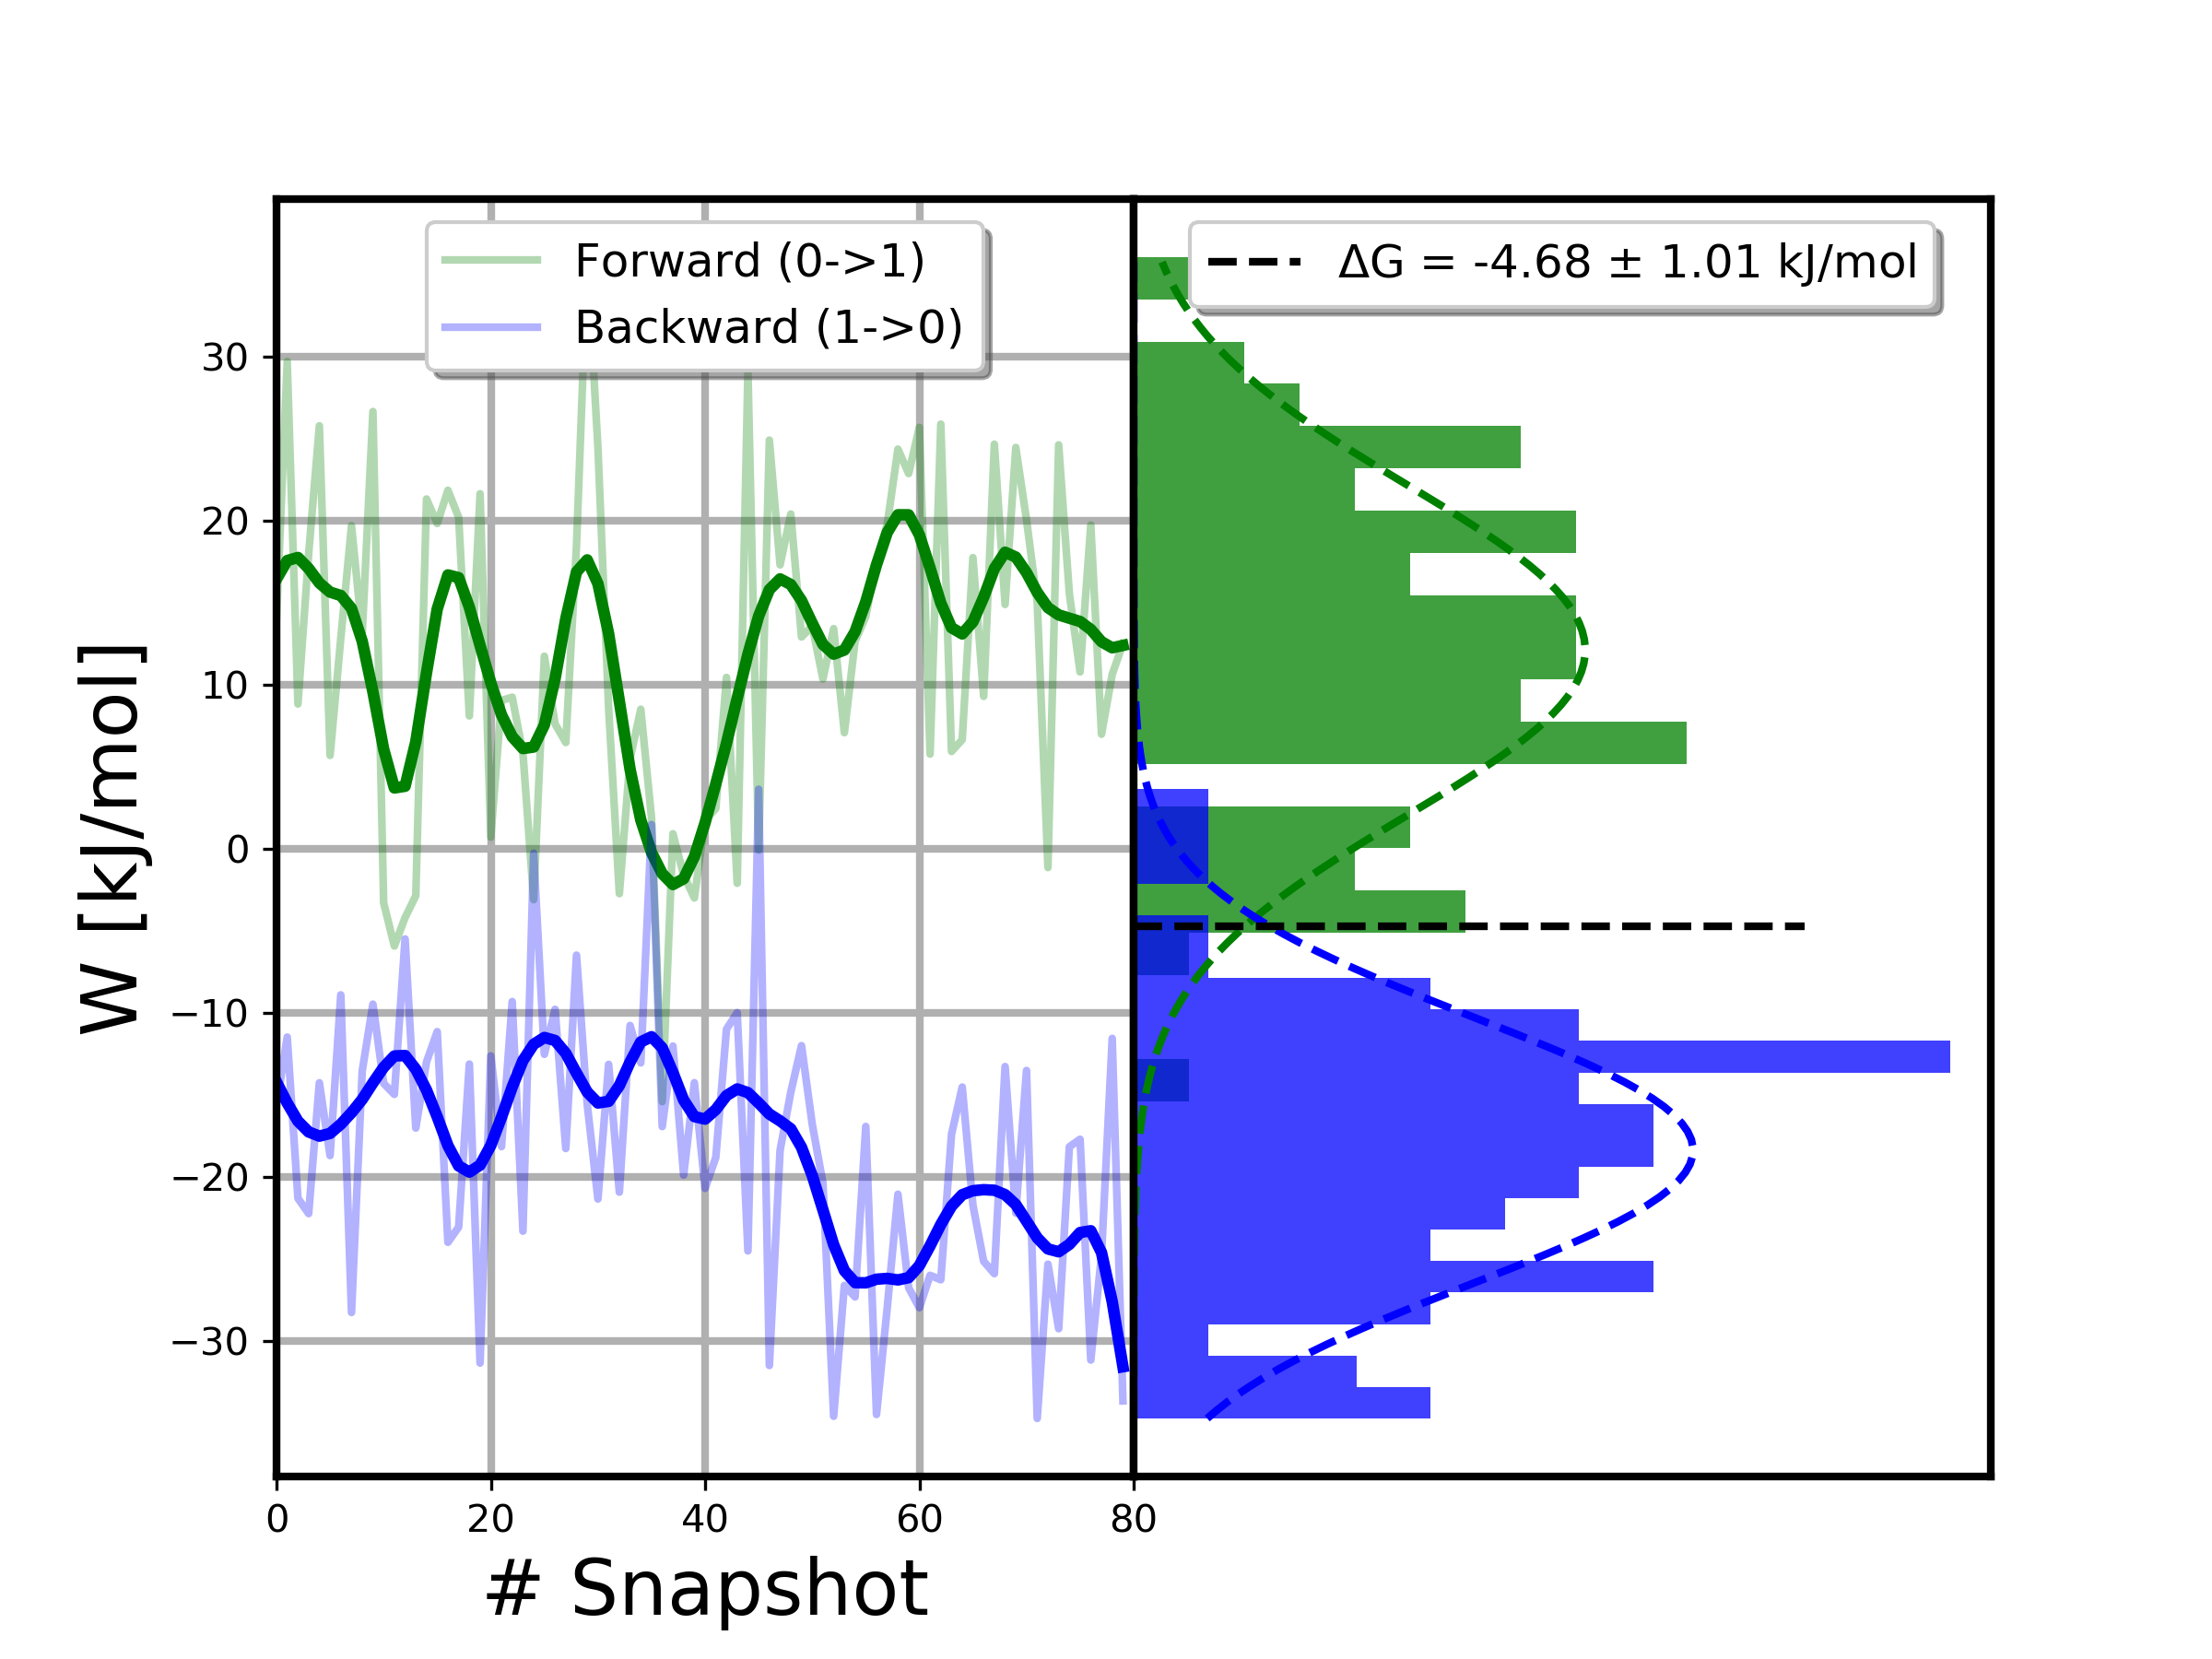 Forward (0->1)
Backward (1->0)
ΔG = -4.68 ± 1.01 kJ/mol
W [kJ/mol]
30
20
10
0
−10
−20
−30
0 20 40 60 80
# Snapshot